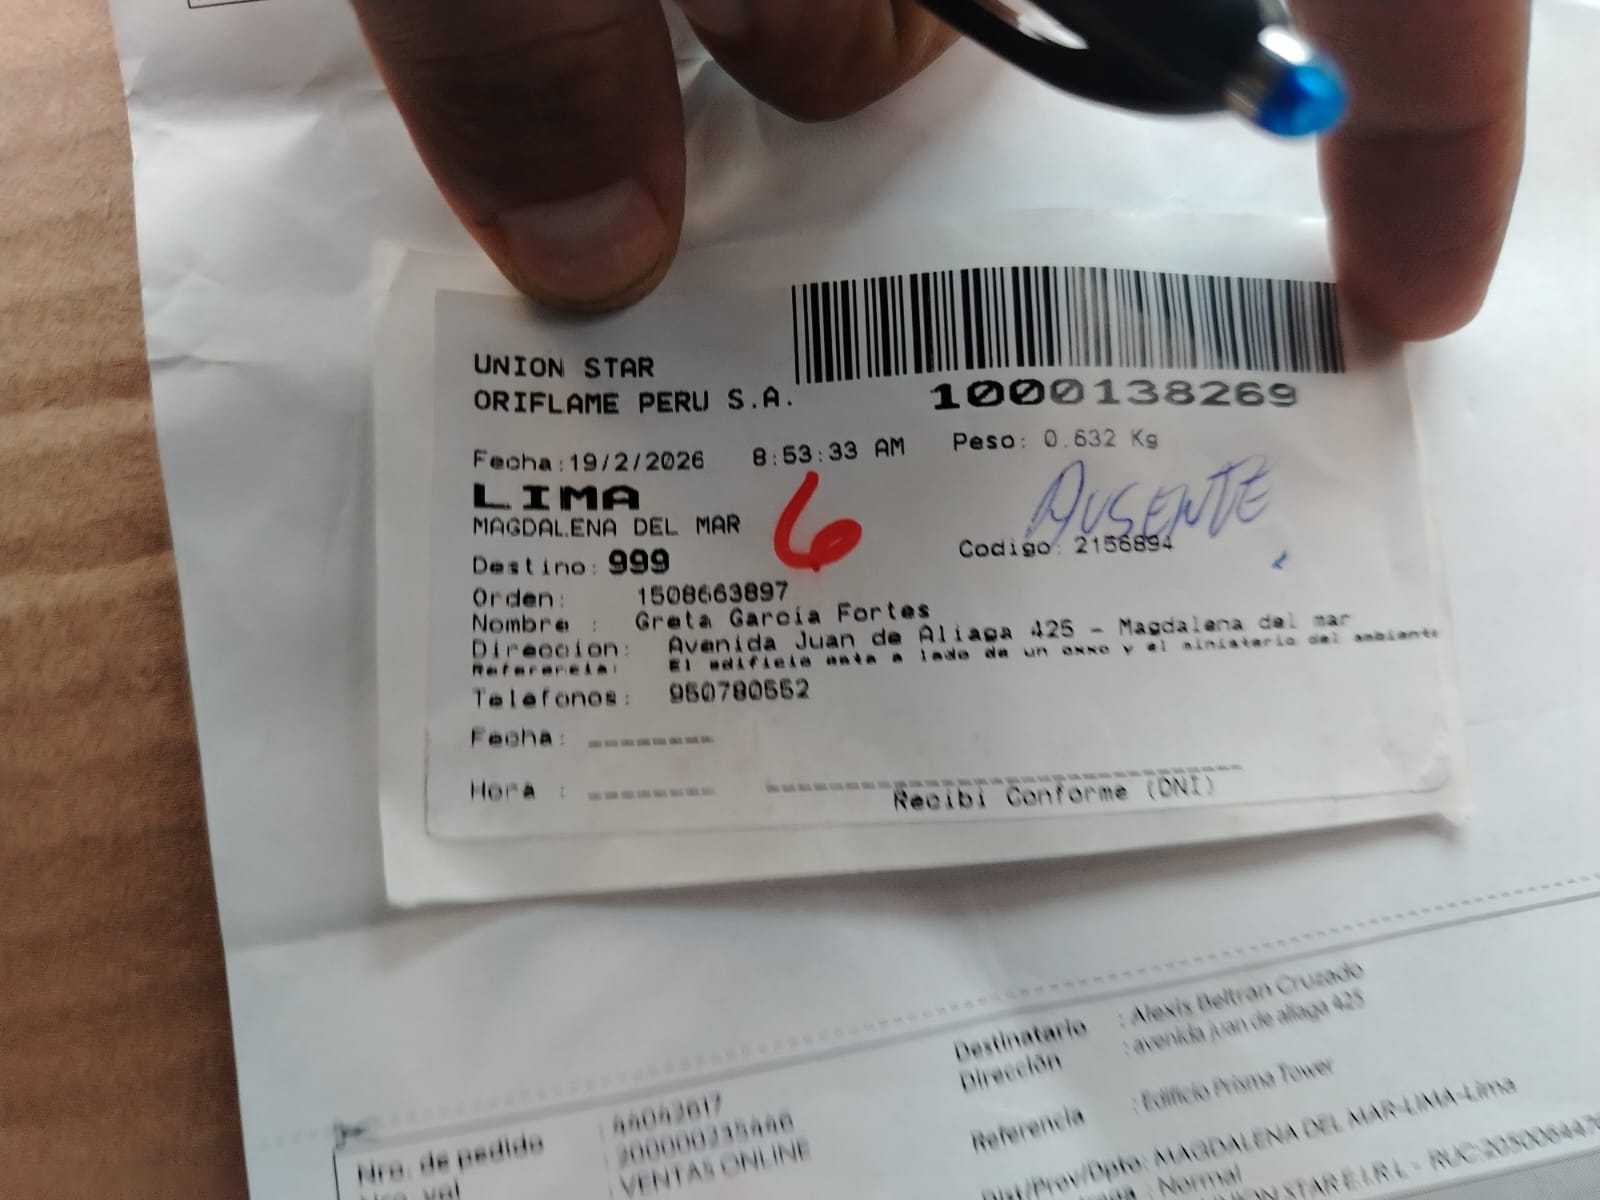 UNION STAR
ORIFLAME PERU S.A.
1000138269
Fecha:19/2/2026 8:53:33 AM Peso: 0.632 Kg
LIMA
AUSENTE
MAGDALENA DEL MAR
6
Codigo: 2156894
Destino: 999
Orden: 1508663897
Nombre : Greta Garcia Fortes
Direccion: Avenida Juan de Aliaga 425 - Magdalena del mar
Referencia: El edificio esta a lado de un oxxo y el ministerio del ambiente
Telefonos: 950780552
Fecha:
Hora :
Recibi Conforme (DNI)
Destinatario : Alexis Beltran Cruzado
Dirección : avenida juan de aliaga 425
Referencia : Edificio Prisma Tower
Nro. de pedido : 44042617
: 200000235446
: VENTAS ONLINE
Dist/Prov/Dpto: MAGDALENA DEL MAR-LIMA-Lima
: Normal
UNION STAR E.I.R.L - RUC: